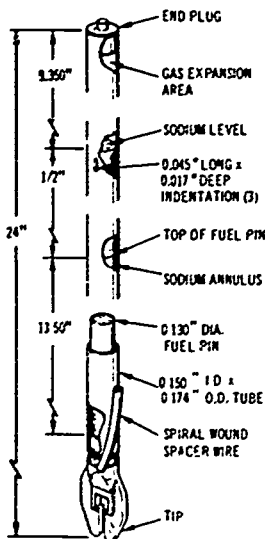 END PLUG
9.350"
GAS EXPANSION
AREA
SODIUM LEVEL
0.045" LONG x
0.017" DEEP
INDENTATION (3)
1/2"
TOP OF FUEL PIN
24"
SODIUM ANNULUS
13 50"
0.130" DIA.
FUEL PIN
0.150" I D x
0.174" O.D. TUBE
SPIRAL WOUND
SPACER WIRE
TIP